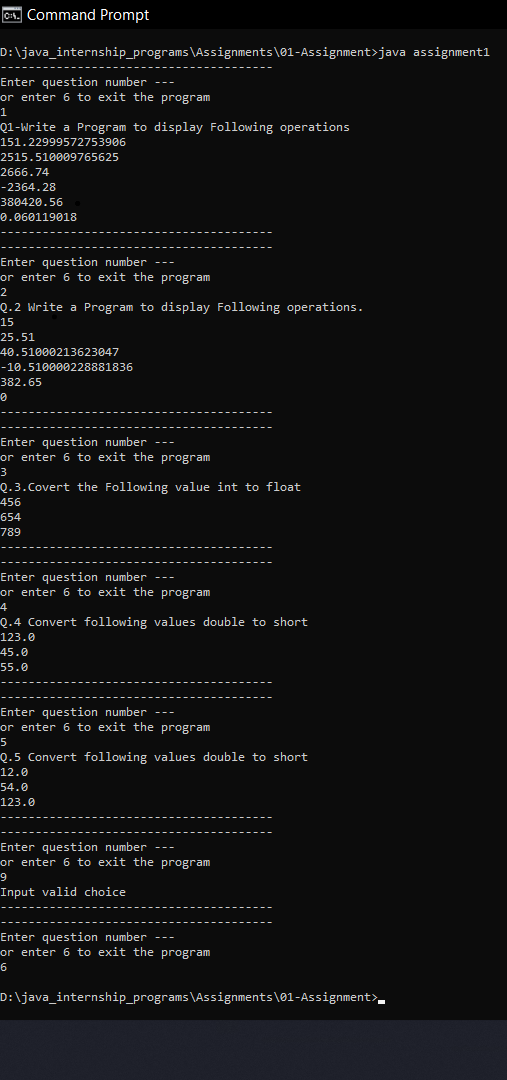 Command Prompt
D:\java_internship_programs\Assignments\01-Assignment>java assignment1
---------------------------------------
Enter question number ---
or enter 6 to exit the program
1
Q1-Write a Program to display Following operations
151.22999572753906
2515.510009765625
2666.74
-2364.28
380420.56
0.060119018
---------------------------------------
---------------------------------------
Enter question number ---
or enter 6 to exit the program
2
Q.2 Write a Program to display Following operations.
15
25.51
40.51000213623047
-10.510000228881836
382.65
0
---------------------------------------
---------------------------------------
Enter question number ---
or enter 6 to exit the program
3
Q.3.Covert the Following value int to float
456
654
789
---------------------------------------
---------------------------------------
Enter question number ---
or enter 6 to exit the program
4
Q.4 Convert following values double to short
123.0
45.0
55.0
---------------------------------------
---------------------------------------
Enter question number ---
or enter 6 to exit the program
5
Q.5 Convert following values double to short
12.0
54.0
123.0
---------------------------------------
---------------------------------------
Enter question number ---
or enter 6 to exit the program
9
Input valid choice
---------------------------------------
---------------------------------------
Enter question number ---
or enter 6 to exit the program
6
D:\java_internship_programs\Assignments\01-Assignment>